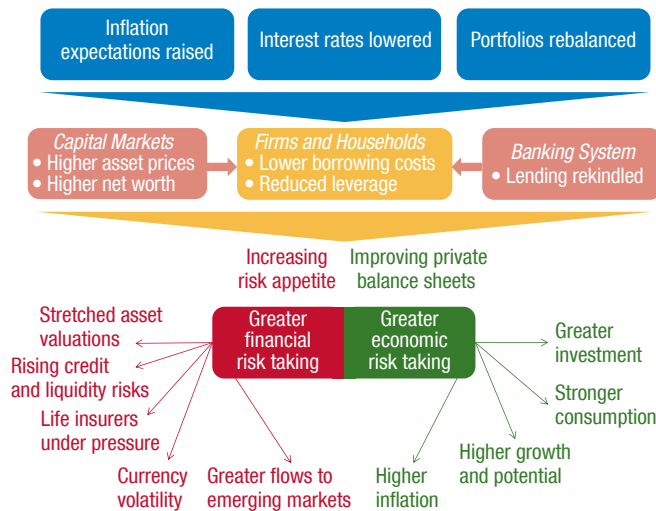 Inflation
expectations raised
Interest rates lowered
Portfolios rebalanced
Capital Markets
• Higher asset prices
• Higher net worth
Firms and Households
• Lower borrowing costs
• Reduced leverage
Banking System
• Lending rekindled
Increasing
risk appetite
Improving private
balance sheets
Greater
financial
risk taking
Greater
economic
risk taking
Stretched asset
valuations
Rising credit
and liquidity risks
Life insurers
under pressure
Currency
volatility
Greater flows to
emerging markets
Higher
inflation
Higher growth
and potential
Stronger
consumption
Greater
investment